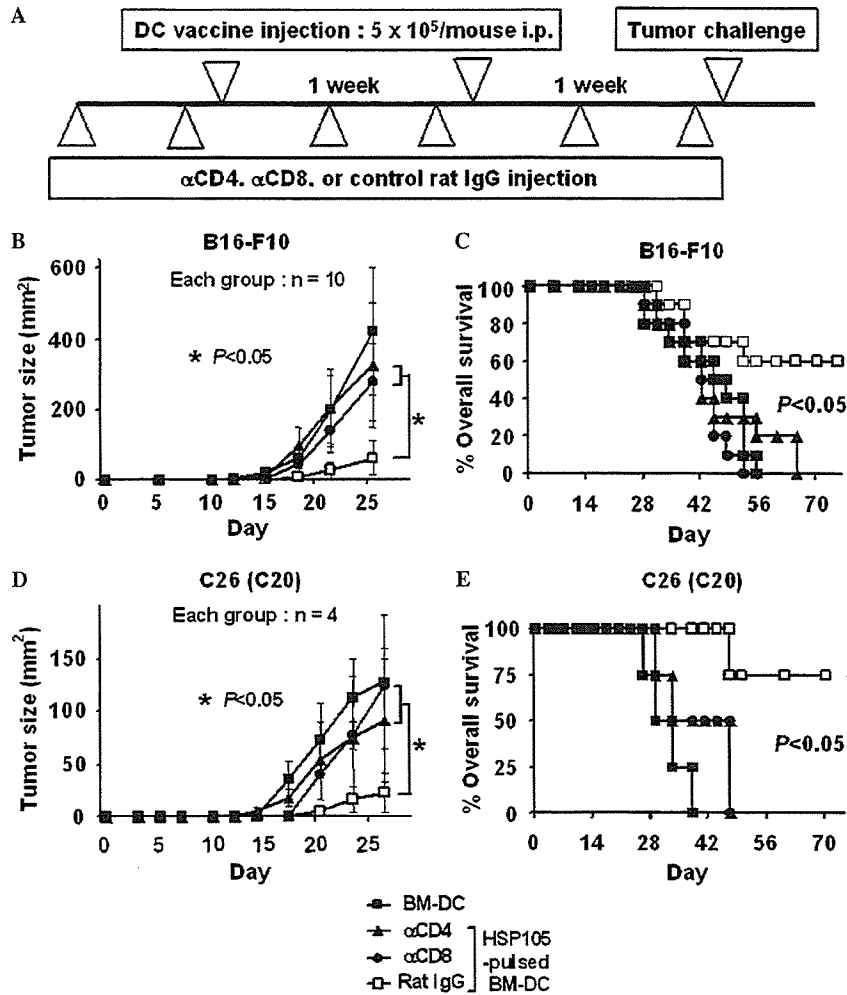 A
DC vaccine injection : 5 x 10⁵/mouse i.p.
Tumor challenge
1 week
1 week
αCD4, αCD8, or control rat IgG injection
B
B16-F10
Each group : n = 10
* P<0.05
Tumor size (mm²)
600
400
200
0
*
0 5 10 15 20 25
Day
C
B16-F10
% Overall survival
100
80
60
40
20
0
P<0.05
0 14 28 42 56 70
Day
D
C26 (C20)
Each group : n = 4
* P<0.05
Tumor size (mm²)
150
100
50
0
*
0 5 10 15 20 25
Day
E
C26 (C20)
% Overall survival
100
75
50
25
0
P<0.05
0 14 28 42 56 70
Day
BM-DC
αCD4
αCD8
Rat IgG
HSP105
-pulsed
BM-DC